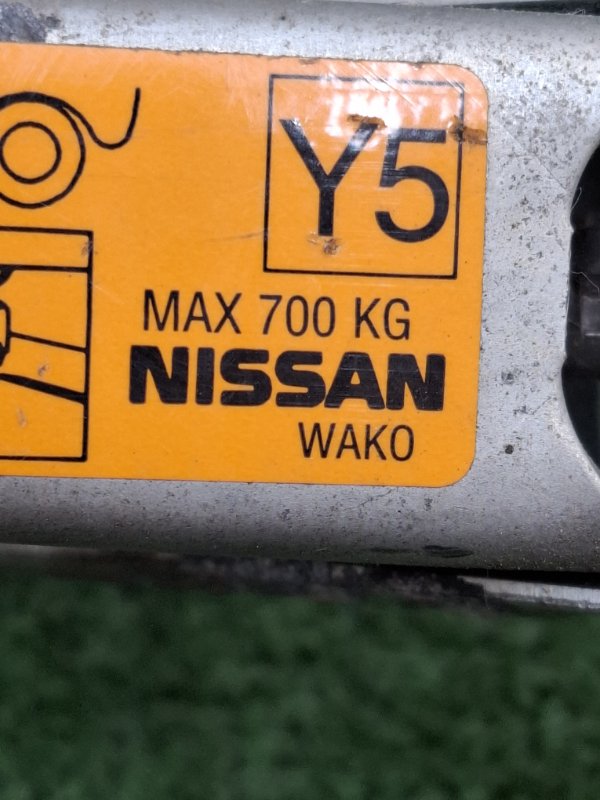 Y5
MAX 700 KG
NISSAN
WAKO